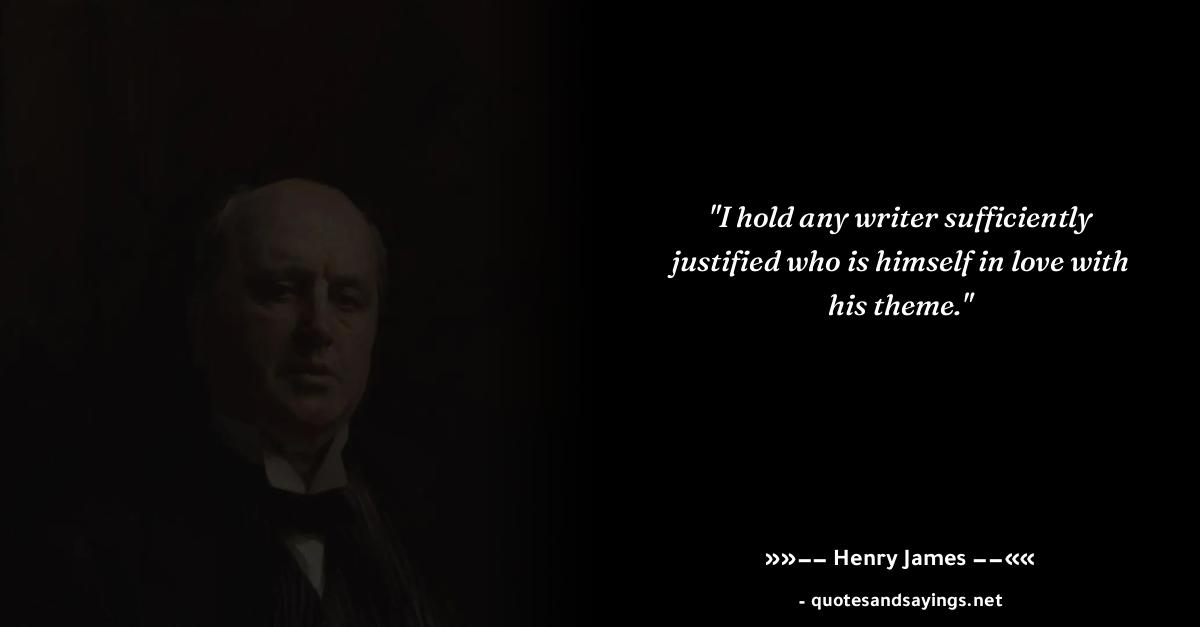 "I hold any writer sufficiently
justified who is himself in love with
his theme."
»»−− Henry James −−««
- quotesandsayings.net